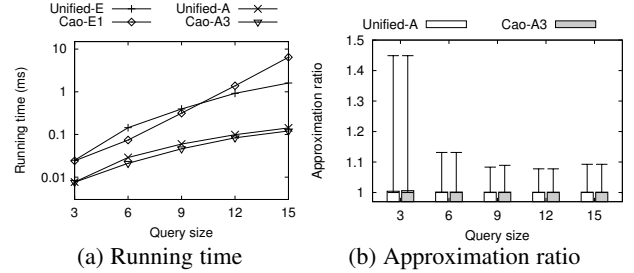 Unified-E Unified-A
Cao-E1 Cao-A3
10
1
0.1
0.01
Running time (ms)
3 6 9 12 15
Query size
(a) Running time
Unified-A Cao-A3
1.5
1.4
1.3
1.2
1.1
1
Approximation ratio
3 6 9 12 15
Query size
(b) Approximation ratio